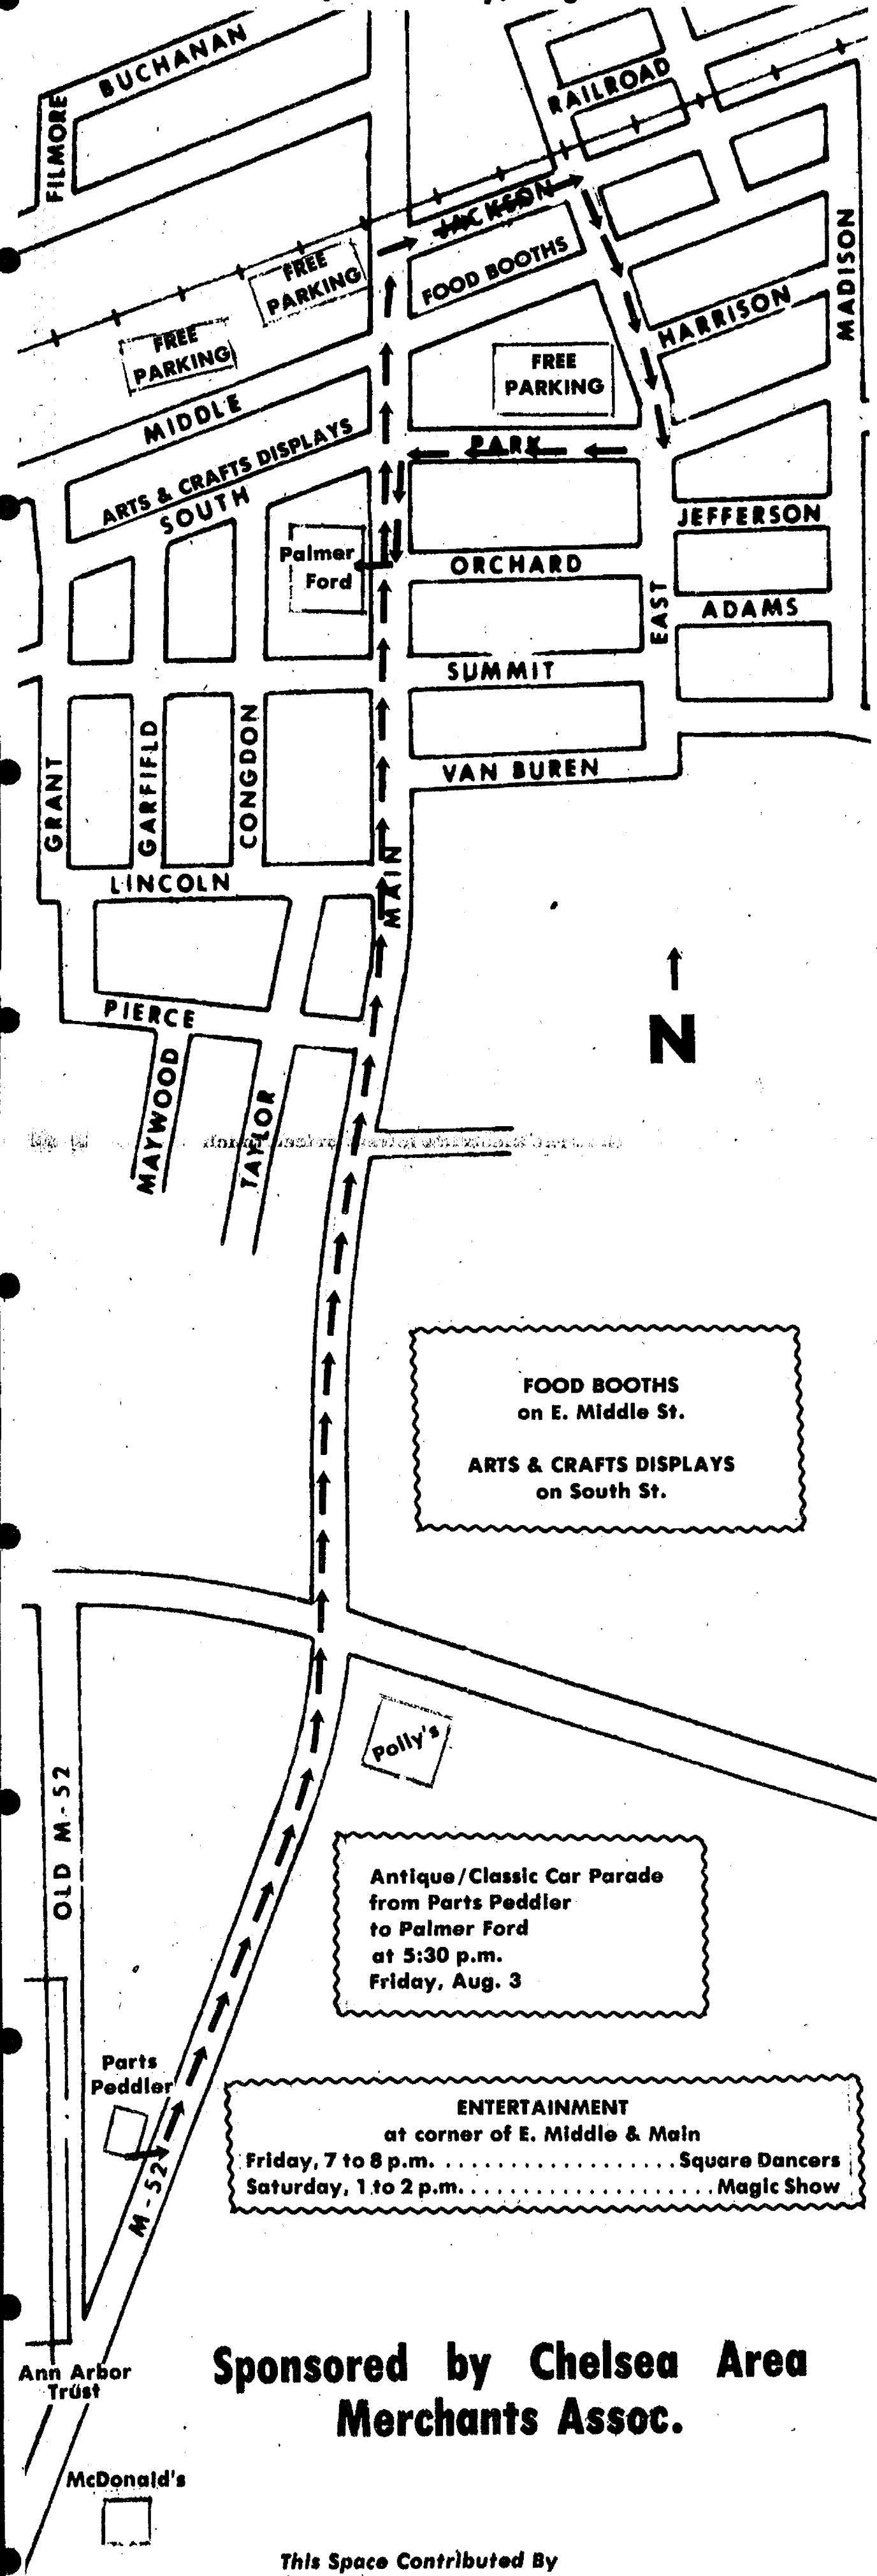 BUCHANAN
FILMORE
RAILROAD
JACKSON
MADISON
FREE
PARKING
FOOD BOOTHS
HARRISON
FREE
PARKING
FREE
PARKING
MIDDLE
ARTS & CRAFTS DISPLAYS
SOUTH
PARK
JEFFERSON
Palmer
Ford
ORCHARD
EAST
ADAMS
SUMMIT
GRANT
GARFIFLD
CONGDON
VAN BUREN
MAIN
LINCOLN
PIERCE
N
MAYWOOD
TAYLOR
FOOD BOOTHS
on E. Middle St.
ARTS & CRAFTS DISPLAYS
on South St.
Polly's
OLD M-52
Antique/Classic Car Parade
from Parts Peddler
to Palmer Ford
at 5:30 p.m.
Friday, Aug. 3
Parts
Peddler
M-52
ENTERTAINMENT
at corner of E. Middle & Main
Friday, 7 to 8 p.m. . . . . . . . . . . . . . . . . . . Square Dancers
Saturday, 1 to 2 p.m. . . . . . . . . . . . . . . . . . . . . Magic Show
Sponsored by Chelsea Area
Merchants Assoc.
Ann Arbor
Trust
McDonald's
This Space Contributed By